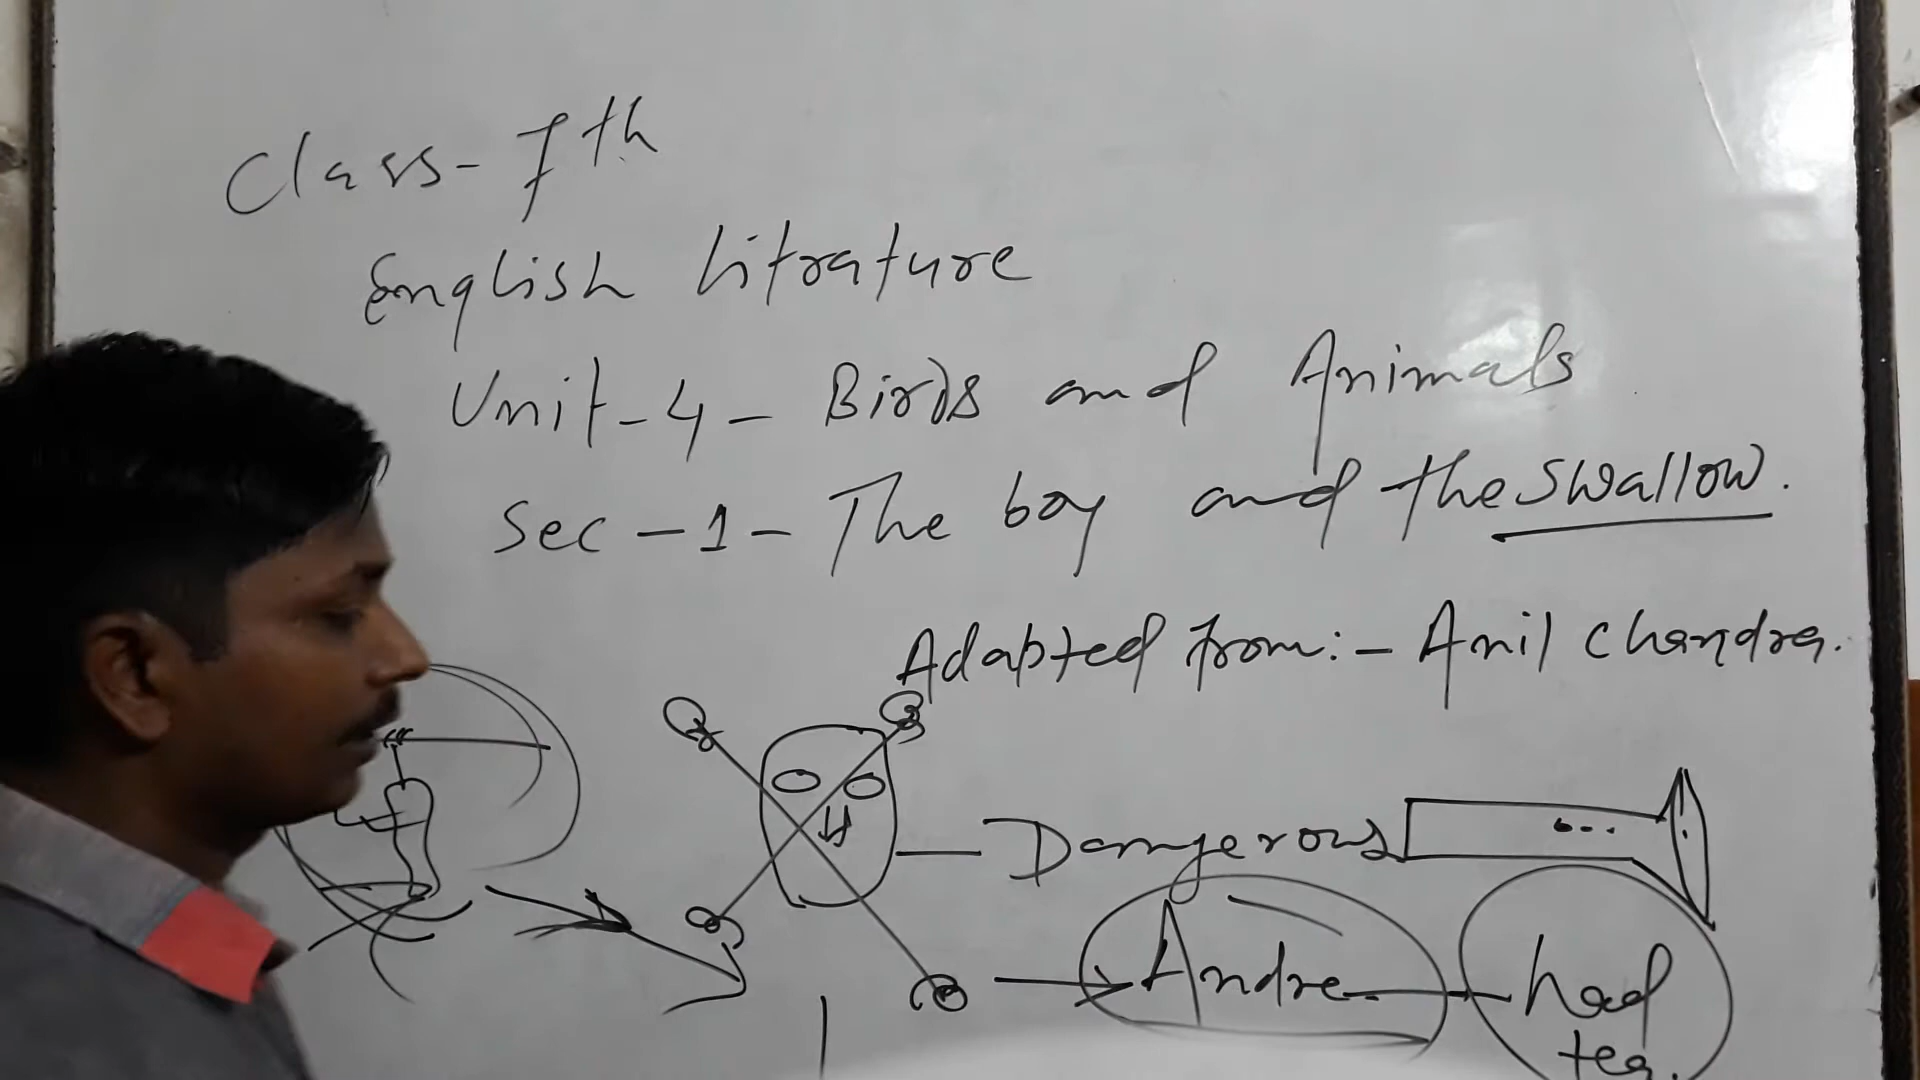 Class-7th
English litrature
Unit-4- Birds and Animals
Sec-1- The boy and the swallow.
Adapted from:- Anil Chandra.
Dangerous
Andre
had
tea.